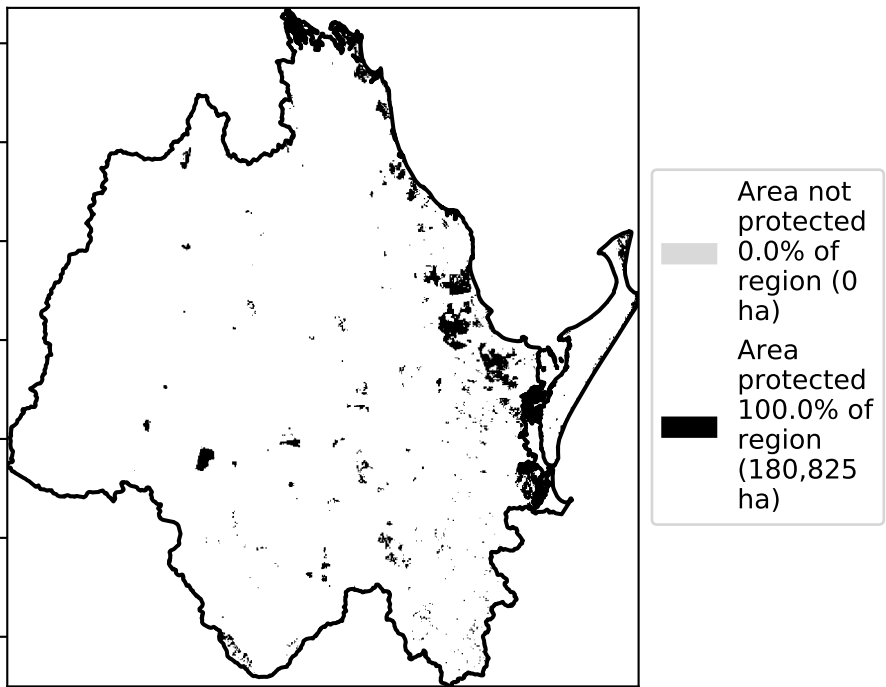 Area not
protected
0.0% of
region (0
ha)
Area
protected
100.0% of
region
(180,825
ha)